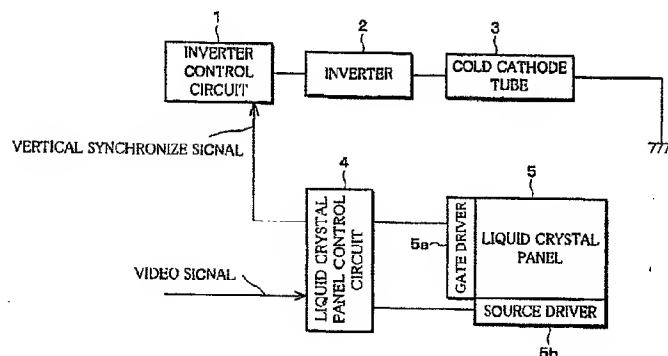 1
INVERTER
CONTROL
CIRCUIT
2
INVERTER
3
COLD CATHODE
TUBE
VERTICAL SYNCHRONIZE SIGNAL
4
LIQUID CRYSTAL
PANEL CONTROL
CIRCUIT
VIDEO SIGNAL
5
5a
GATE DRIVER
LIQUID CRYSTAL
PANEL
SOURCE DRIVER
5b